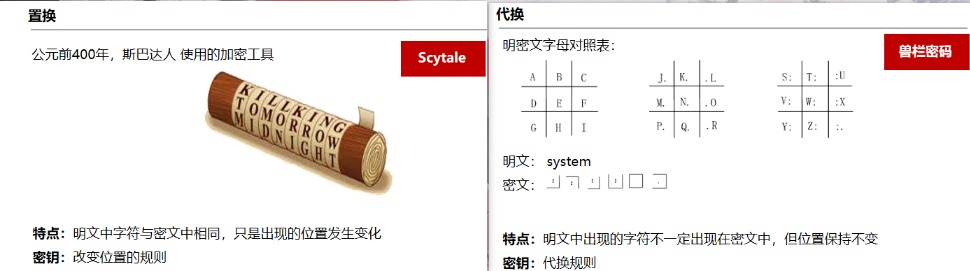 置换
公元前400年，斯巴达人 使用的加密工具
Scytale
KILLKING
TOMORROW
MIDNIGHT
特点：明文中字符与密文中相同，只是出现的位置发生变化
密钥：改变位置的规则
代换
明密文字母对照表：
兽栏密码
A B C J. K. .L S: T: :U
D E F M. N. .O V: W: :X
G H I P. Q. .R Y: Z: :.
明文： system
密文：
特点：明文中出现的字符不一定出现在密文中，但位置保持不变
密钥：代换规则